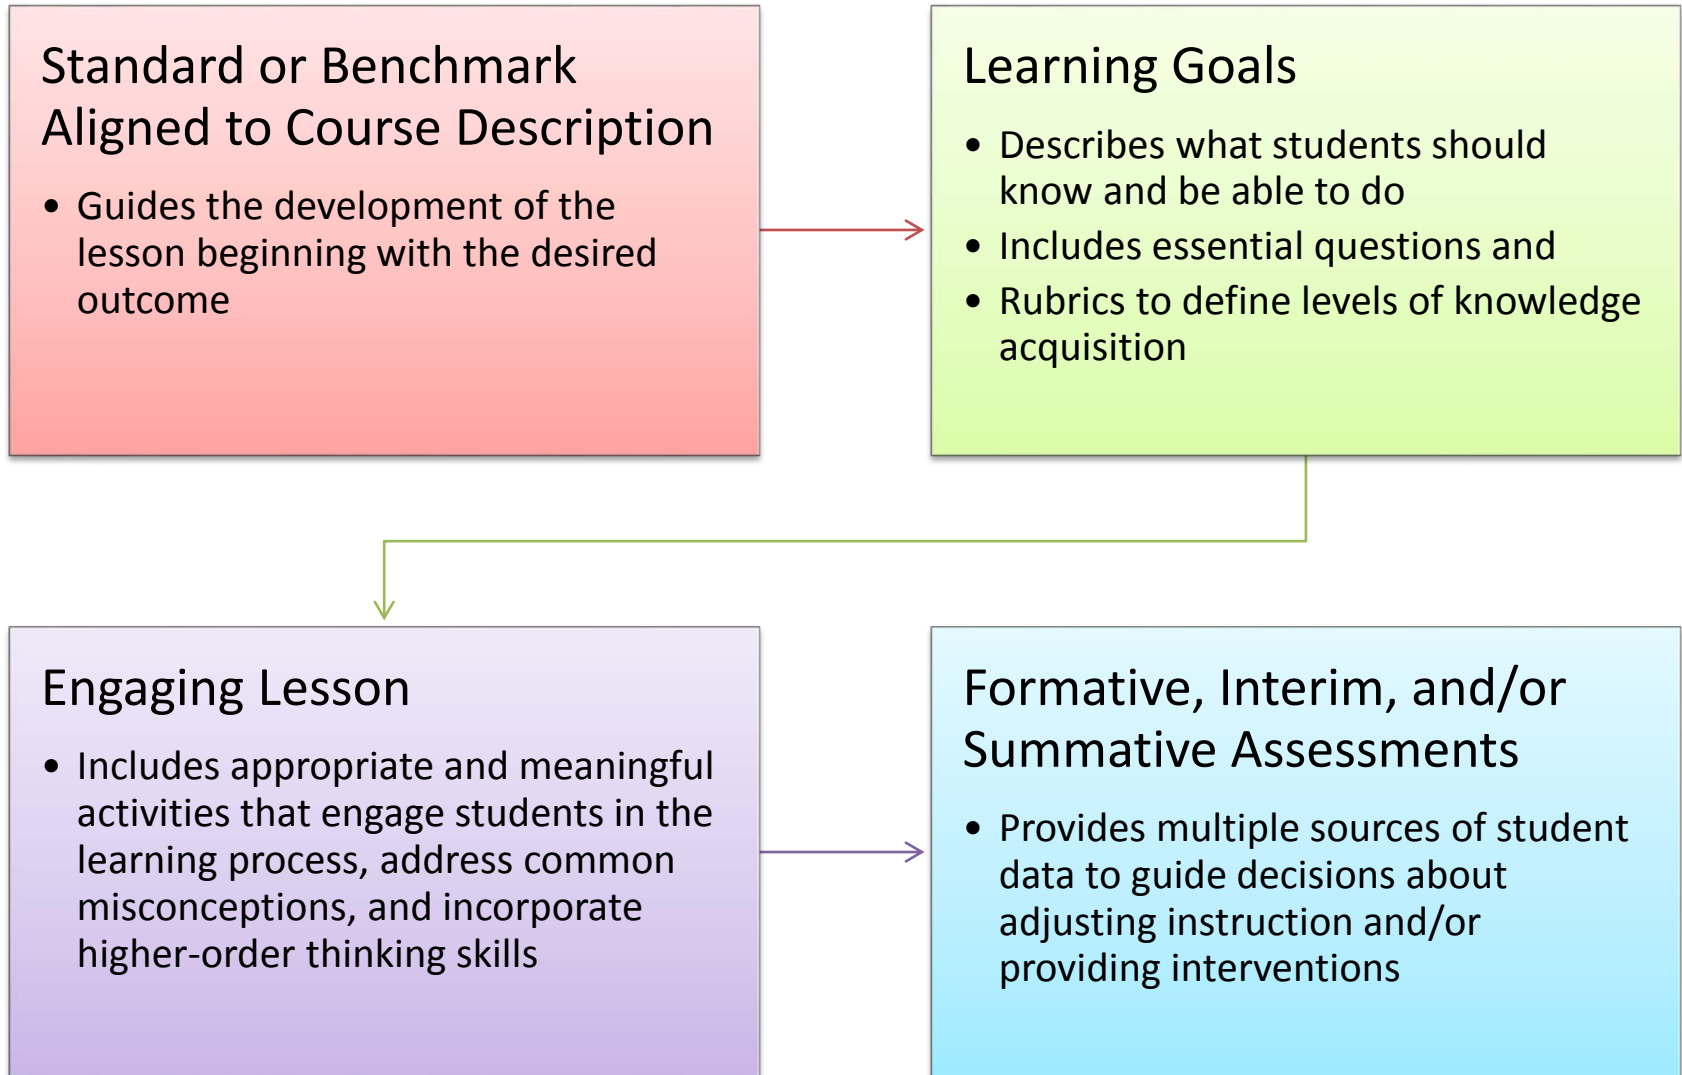 Standard or Benchmark
Aligned to Course Description
• Guides the development of the
lesson beginning with the desired
outcome
Learning Goals
• Describes what students should
know and be able to do
• Includes essential questions and
• Rubrics to define levels of knowledge
acquisition
Engaging Lesson
• Includes appropriate and meaningful
activities that engage students in the
learning process, address common
misconceptions, and incorporate
higher-order thinking skills
Formative, Interim, and/or
Summative Assessments
• Provides multiple sources of student
data to guide decisions about
adjusting instruction and/or
providing interventions